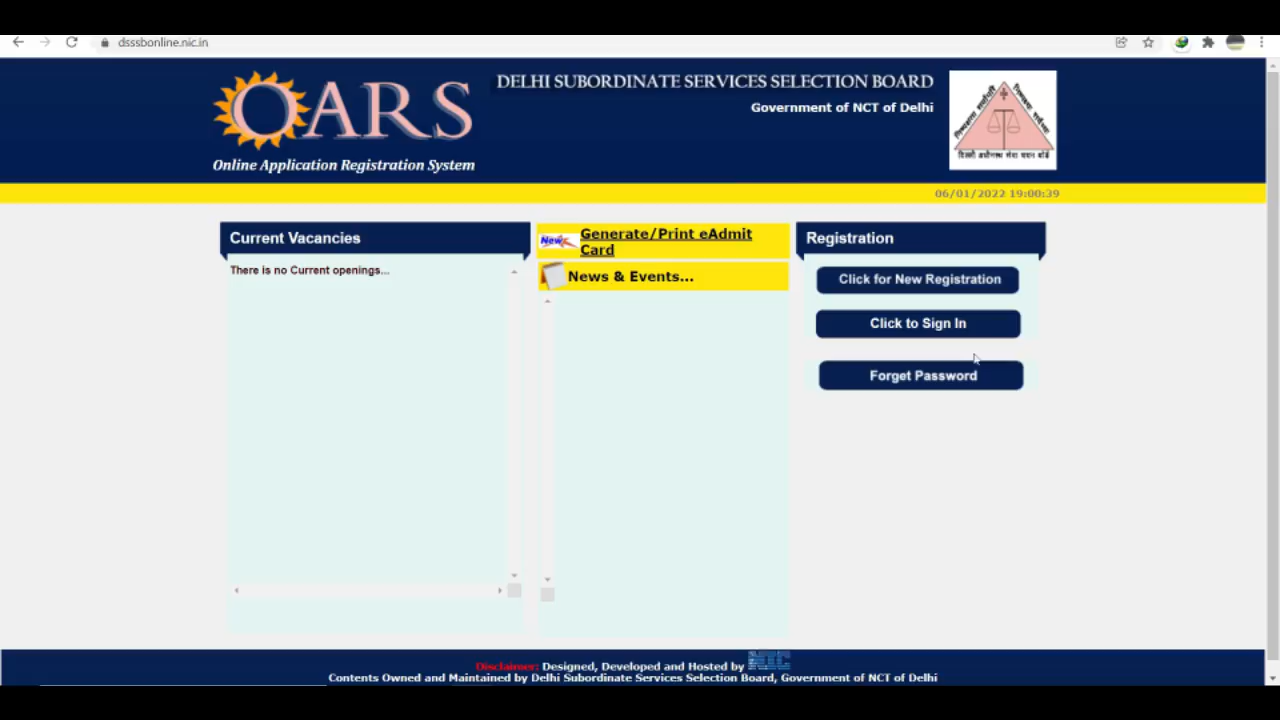 dsssbonline.nic.in
OARS
Online Application Registration System
DELHI SUBORDINATE SERVICES SELECTION BOARD
Government of NCT of Delhi
06/01/2022 19:00:39
Current Vacancies
There is no Current openings...
New
Generate/Print eAdmit
Card
News & Events...
Registration
Click for New Registration
Click to Sign In
Forget Password
Disclaimer: Designed, Developed and Hosted by NIC
Contents Owned and Maintained by Delhi Subordinate Services Selection Board, Government of NCT of Delhi